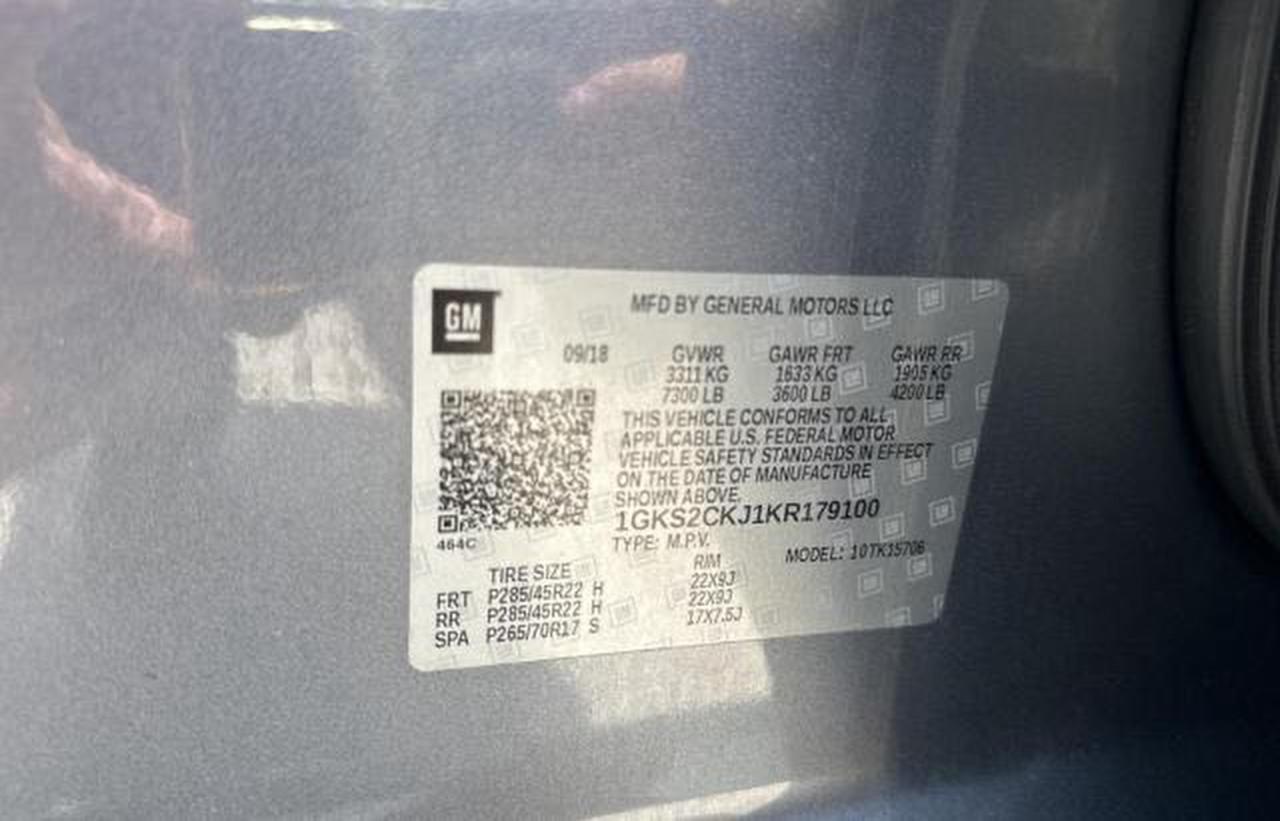 GM
MFD BY GENERAL MOTORS LLC
09/18 GVWR GAWR FRT GAWR RR
3311 KG 1633 KG 1905 KG
7300 LB 3600 LB 4200 LB
THIS VEHICLE CONFORMS TO ALL
APPLICABLE U.S. FEDERAL MOTOR
VEHICLE SAFETY STANDARDS IN EFFECT
ON THE DATE OF MANUFACTURE
SHOWN ABOVE.
1GKS2CKJ1KR179100
464C
TYPE: M.P.V. MODEL: 10TK15706
TIRE SIZE RIM
FRT P285/45R22 H 22X9J
RR P285/45R22 H 22X9J
SPA P265/70R17 S 17X7.5J